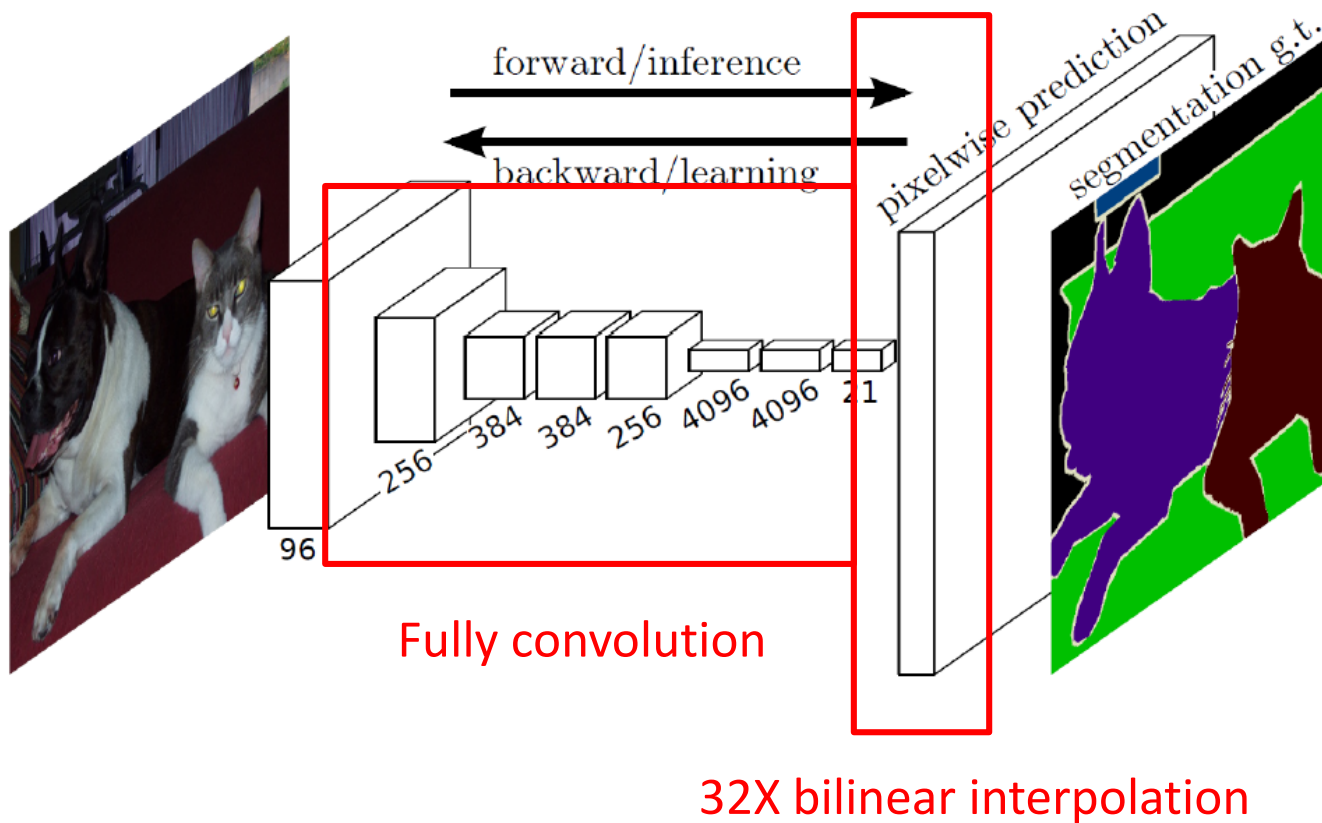 forward/inference
backward/learning
pixelwise prediction
segmentation g.t.
96
256
384
384
256
4096
4096
21
Fully convolution
32X bilinear interpolation